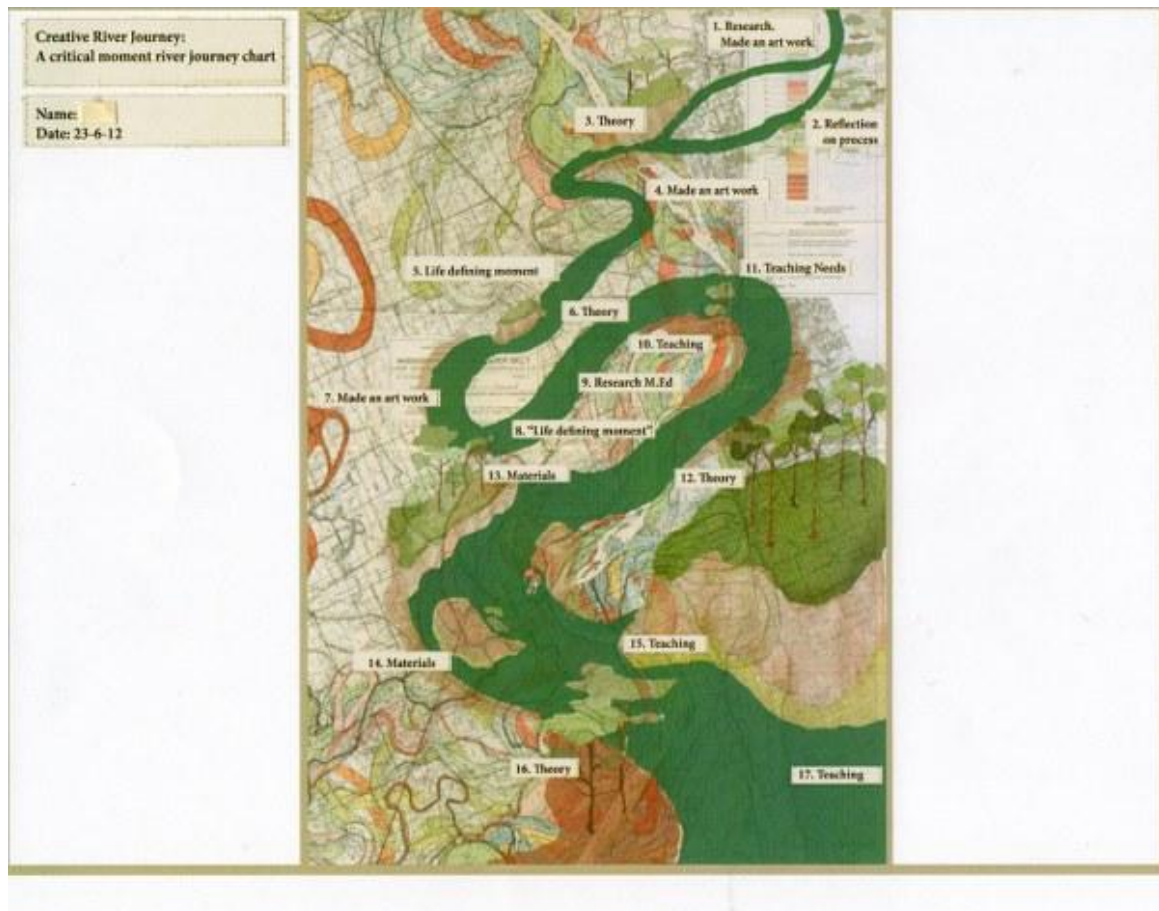 Creative River Journey:
A critical moment river journey chart
Name:
Date: 23-6-12
1. Research,
Made an art work
2. Reflection
on process
3. Theory
4. Made an art work
5. Life defining moment
6. Theory
7. Made an art work
8. "Life defining moment"
9. Research M.Ed
10. Teaching
11. Teaching Needs
12. Theory
13. Materials
14. Materials
15. Teaching
16. Theory
17. Teaching